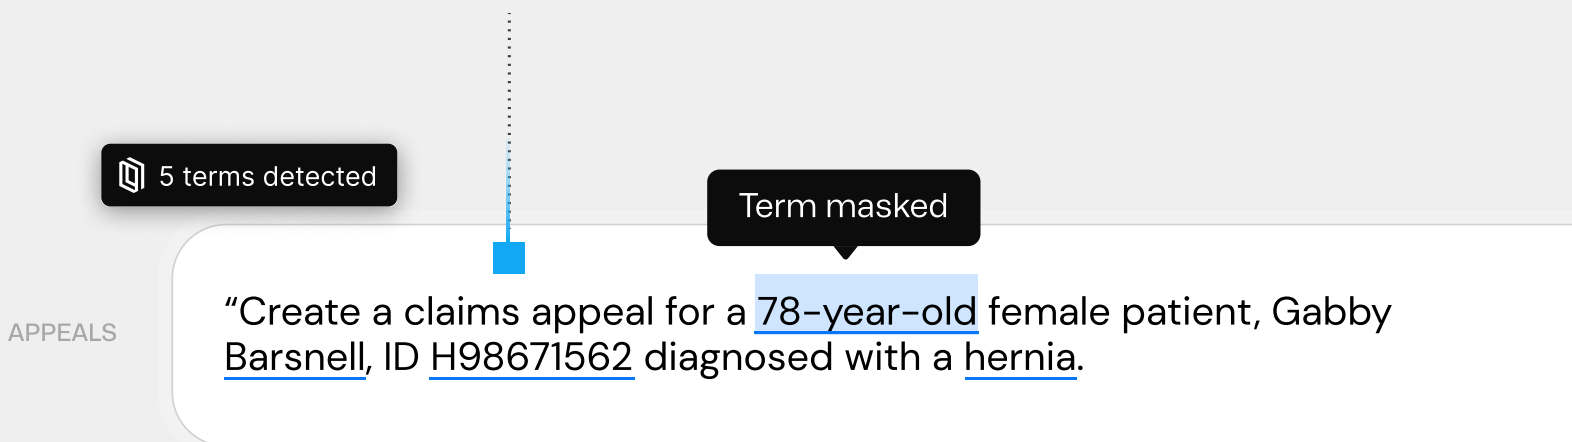 5 terms detected
Term masked
“Create a claims appeal for a 78-year-old female patient, Gabby
APPEALS
Barsnell, ID H98671562 diagnosed with a hernia.